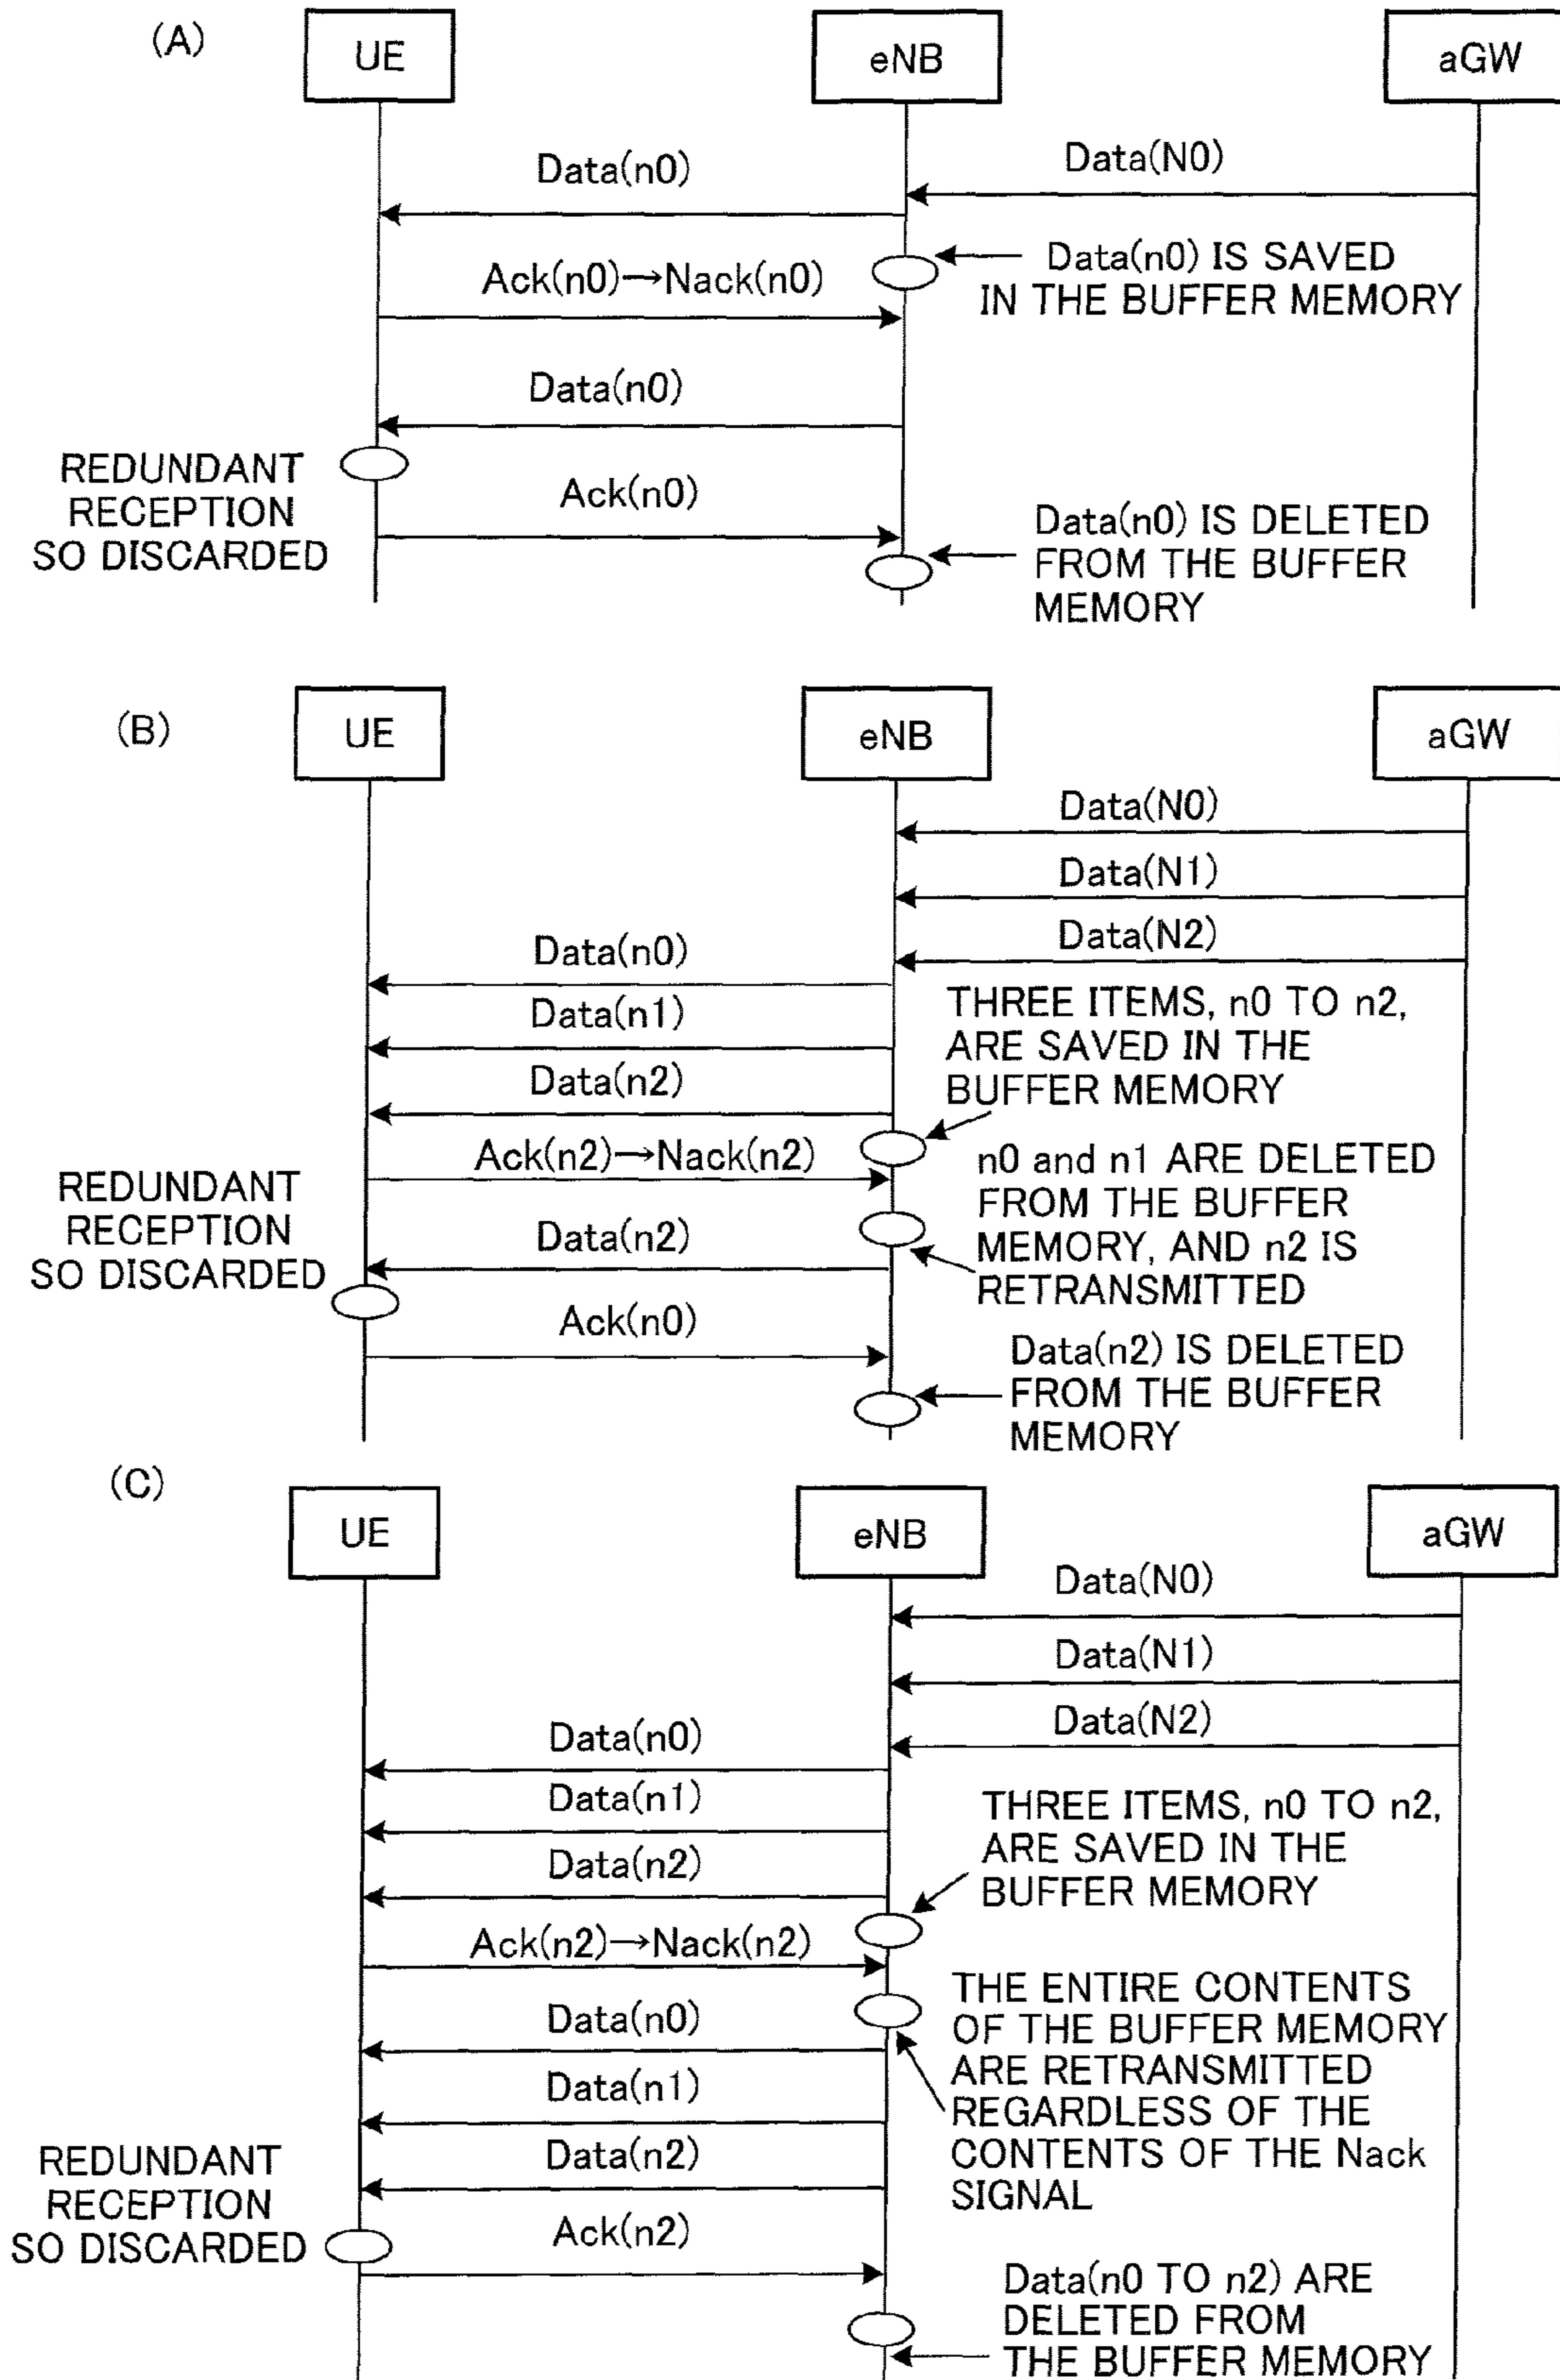 (A)
UE
eNB
aGW
Data(N0)
Data(n0)
Data(n0) IS SAVED
IN THE BUFFER MEMORY
Ack(n0)→Nack(n0)
Data(n0)
REDUNDANT
RECEPTION
SO DISCARDED
Ack(n0)
Data(n0) IS DELETED
FROM THE BUFFER
MEMORY
(B)
UE
eNB
aGW
Data(N0)
Data(N1)
Data(N2)
Data(n0)
Data(n1)
Data(n2)
THREE ITEMS, n0 TO n2,
ARE SAVED IN THE
BUFFER MEMORY
Ack(n2)→Nack(n2)
n0 and n1 ARE DELETED
FROM THE BUFFER
MEMORY, AND n2 IS
RETRANSMITTED
REDUNDANT
RECEPTION
SO DISCARDED
Data(n2)
Ack(n0)
Data(n2) IS DELETED
FROM THE BUFFER
MEMORY
(C)
UE
eNB
aGW
Data(N0)
Data(N1)
Data(N2)
Data(n0)
Data(n1)
Data(n2)
THREE ITEMS, n0 TO n2,
ARE SAVED IN THE
BUFFER MEMORY
Ack(n2)→Nack(n2)
THE ENTIRE CONTENTS
OF THE BUFFER MEMORY
ARE RETRANSMITTED
REGARDLESS OF THE
CONTENTS OF THE Nack
SIGNAL
Data(n0)
Data(n1)
Data(n2)
REDUNDANT
RECEPTION
SO DISCARDED
Ack(n2)
Data(n0 TO n2) ARE
DELETED FROM
THE BUFFER MEMORY